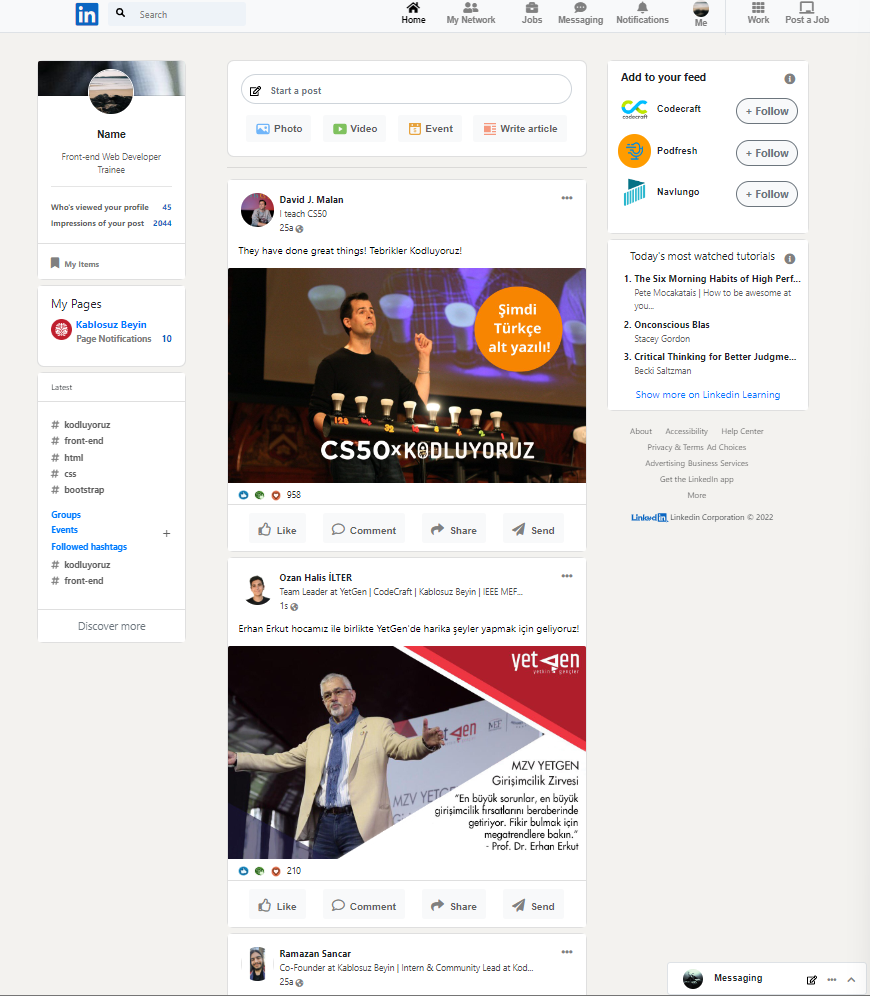 in
Search
Home
My Network
Jobs
Messaging
Notifications
Me
Work
Post a Job
Name
Front-end Web Developer
Trainee
Who's viewed your profile 45
Impressions of your post 2044
My Items
My Pages
Kablosuz Beyin
Page Notifications 10
Latest
# kodluyoruz
# front-end
# html
# css
# bootstrap
Groups
Events +
Followed hashtags
# kodluyoruz
# front-end
Discover more
Start a post
Photo
Video
Event
Write article
David J. Malan
I teach CS50
25a
They have done great things! Tebrikler Kodluyoruz!
Şimdi
Türkçe
alt yazılı!
128 64 32 16 8 4 2 1
CS50×KODLUYORUZ
958
Like
Comment
Share
Send
Ozan Halis İLTER
Team Leader at YetGen | CodeCraft | Kablosuz Beyin | IEEE MEF...
1s
Erhan Erkut hocamız ile birlikte YetGen'de harika şeyler yapmak için geliyoruz!
yetgen
yetkin gençler
MZV YETGEN
Girişimcilik Zirvesi
"En büyük sorunlar, en büyük
girişimcilik fırsatlarını beraberinde
getiriyor. Fikir bulmak için
megatrendlere bakın."
- Prof. Dr. Erhan Erkut
210
Like
Comment
Share
Send
Ramazan Sancar
Co-Founder at Kablosuz Beyin | Intern & Community Lead at Kod...
25a
Add to your feed
codecraft
Codecraft
+ Follow
Podfresh
+ Follow
Navlungo
+ Follow
Today's most watched tutorials
1. The Six Morning Habits of High Perf...
Pete Mocakatais | How to be awesome at
you...
2. Onconscious Blas
Stacey Gordon
3. Critical Thinking for Better Judgme...
Becki Saltzman
Show more on Linkedin Learning
About Accessibility Help Center
Privacy & Terms Ad Choices
Advertising Business Services
Get the LinkedIn app
More
Linkedin Linkedin Corporation © 2022
Messaging